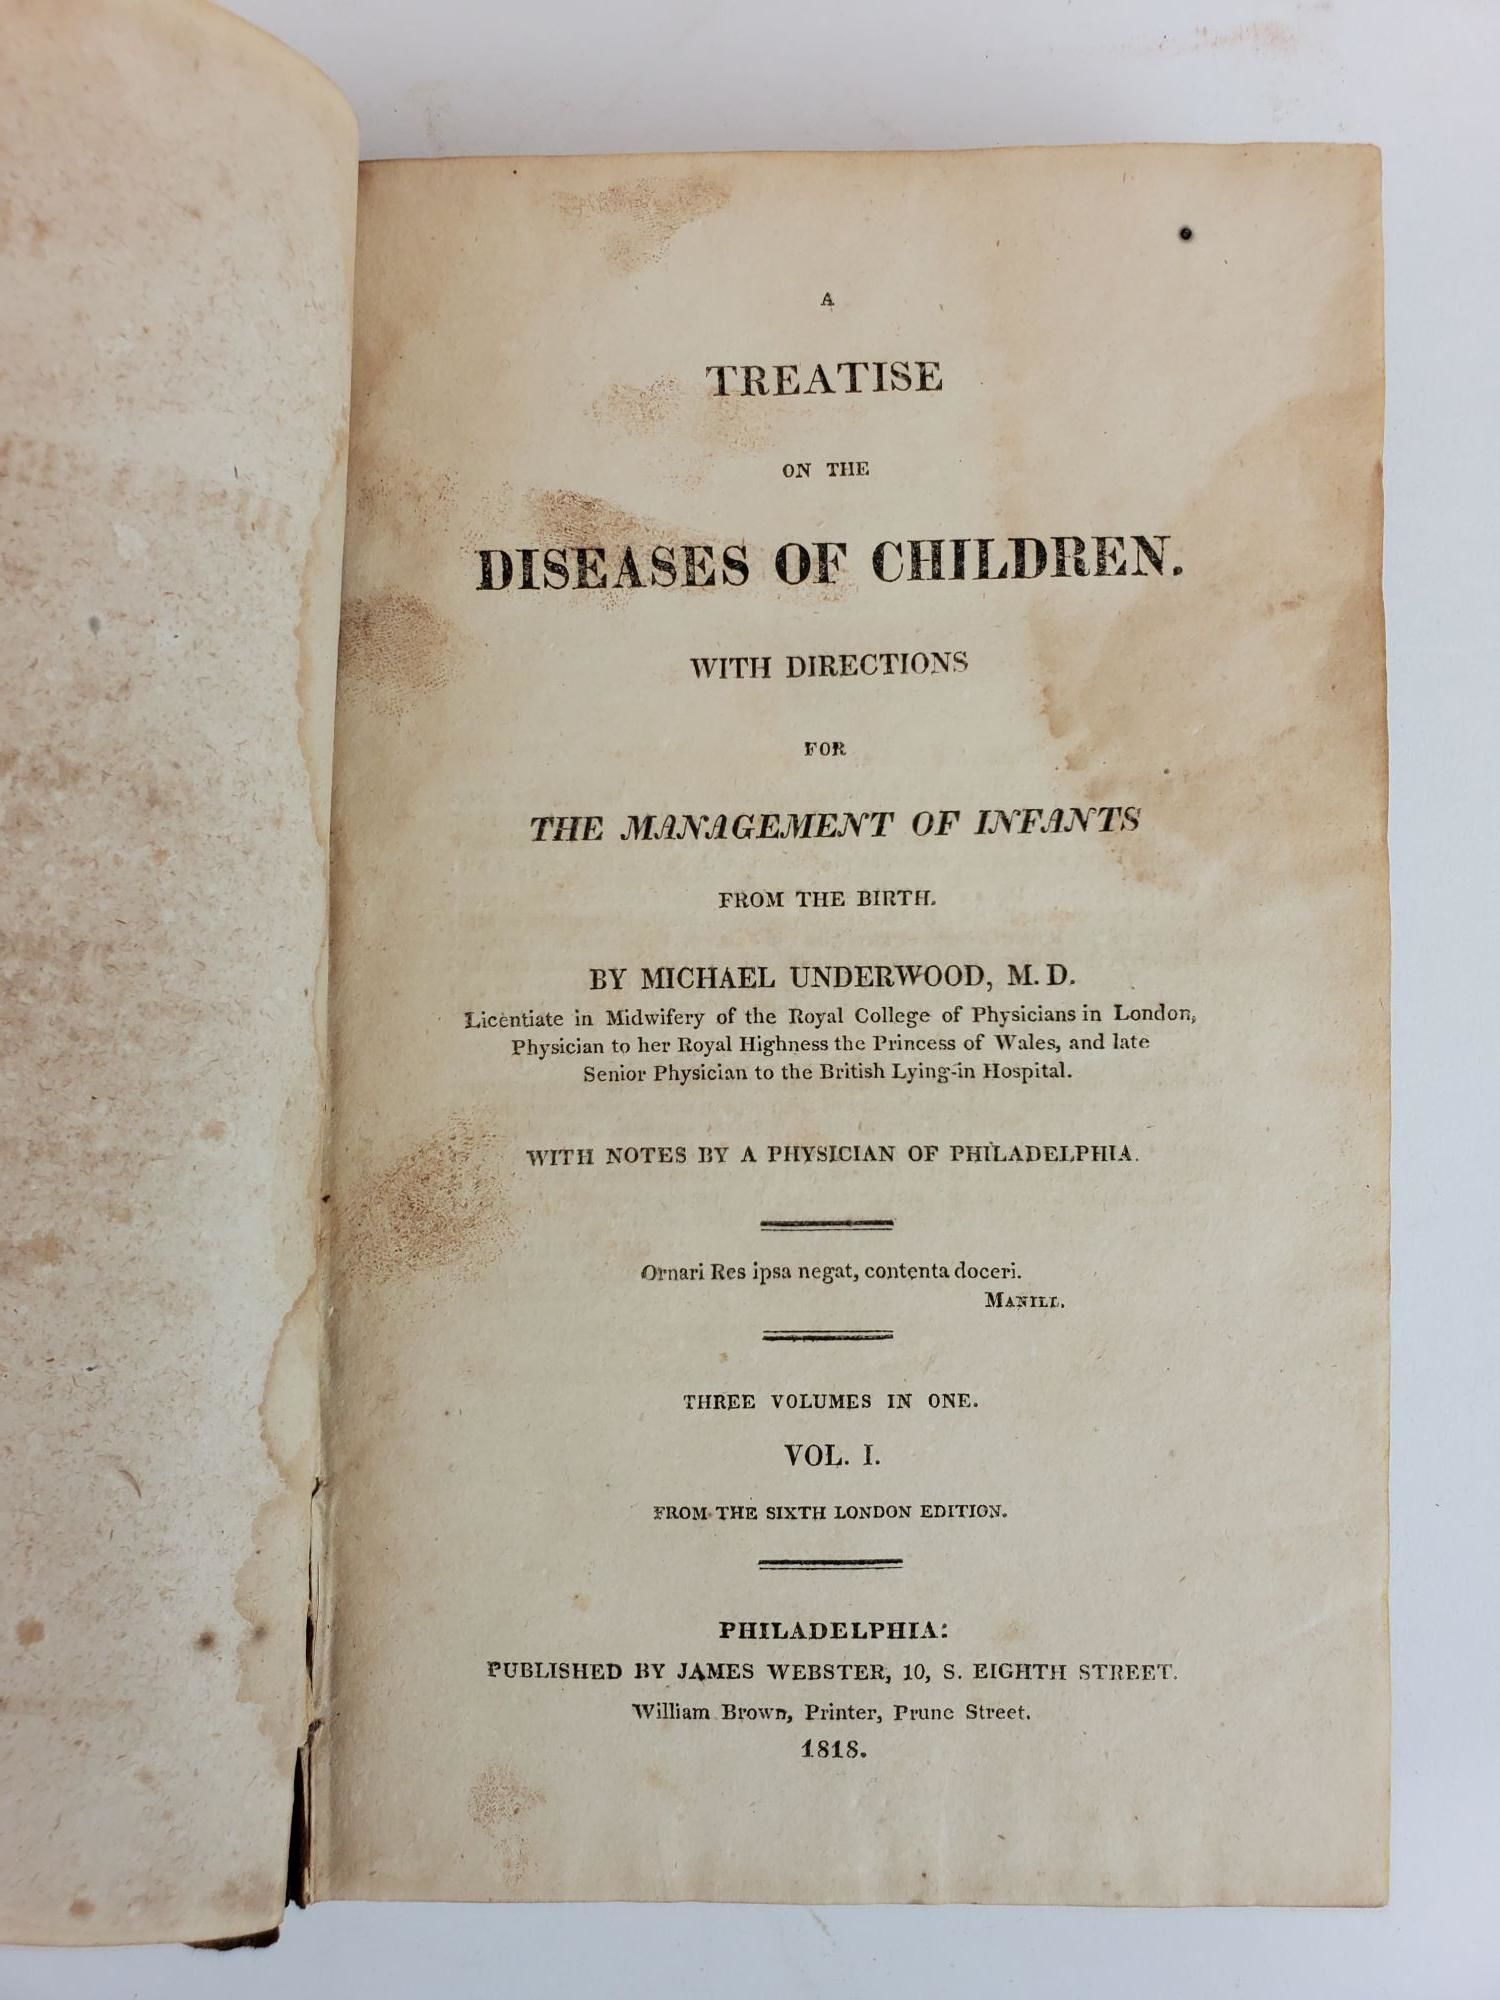 A
TREATISE
ON THE
DISEASES OF CHILDREN.
WITH DIRECTIONS
FOR
THE MANAGEMENT OF INFANTS
FROM THE BIRTH.
BY MICHAEL UNDERWOOD, M. D.
Licentiate in Midwifery of the Royal College of Physicians in London,
Physician to her Royal Highness the Princess of Wales, and late
Senior Physician to the British Lying-in Hospital.
WITH NOTES BY A PHYSICIAN OF PHILADELPHIA.
Ornari Res ipsa negat, contenta doceri.
MANILL.
THREE VOLUMES IN ONE.
VOL. I.
FROM THE SIXTH LONDON EDITION.
PHILADELPHIA:
PUBLISHED BY JAMES WEBSTER, 10, S. EIGHTH STREET.
William Brown, Printer, Prune Street.
1818.